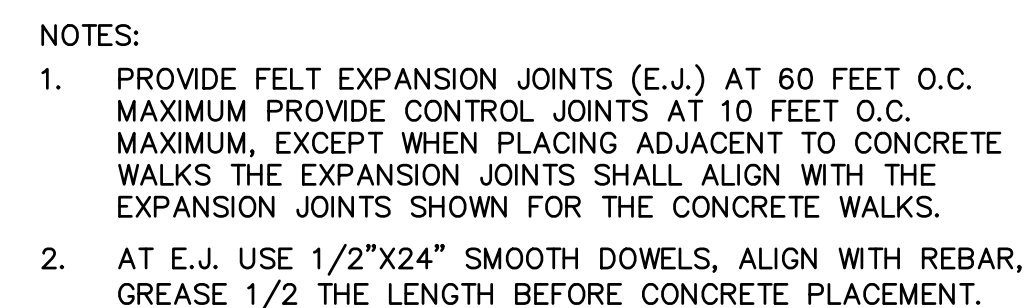 NOTES:
1. PROVIDE FELT EXPANSION JOINTS (E.J.) AT 60 FEET O.C.
MAXIMUM PROVIDE CONTROL JOINTS AT 10 FEET O.C.
MAXIMUM, EXCEPT WHEN PLACING ADJACENT TO CONCRETE
WALKS THE EXPANSION JOINTS SHALL ALIGN WITH THE
EXPANSION JOINTS SHOWN FOR THE CONCRETE WALKS.
2. AT E.J. USE 1/2"X24" SMOOTH DOWELS, ALIGN WITH REBAR,
GREASE 1/2 THE LENGTH BEFORE CONCRETE PLACEMENT.